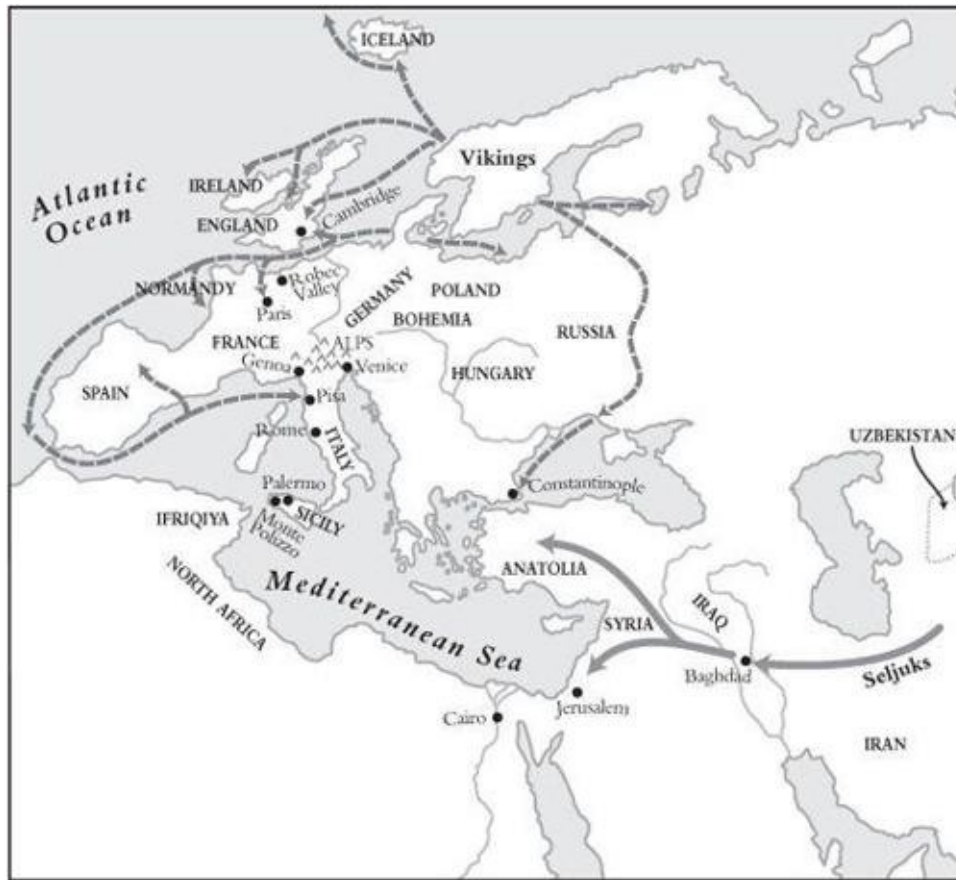 ICELAND
Vikings
Atlantic
Ocean
IRELAND
ENGLAND
Cambridge
NORMANDY
Robec
Valley
Paris
GERMANY
POLAND
BOHEMIA
RUSSIA
FRANCE
ALPS
Genoa
Venice
HUNGARY
SPAIN
Pisa
Rome
ITALY
UZBEKISTAN
Palermo
Constantinople
SICILY
Monte
Polizzo
IFRIQIYA
NORTH AFRICA
Mediterranean Sea
ANATOLIA
SYRIA
IRAQ
Baghdad
Seljuks
Jerusalem
Cairo
IRAN